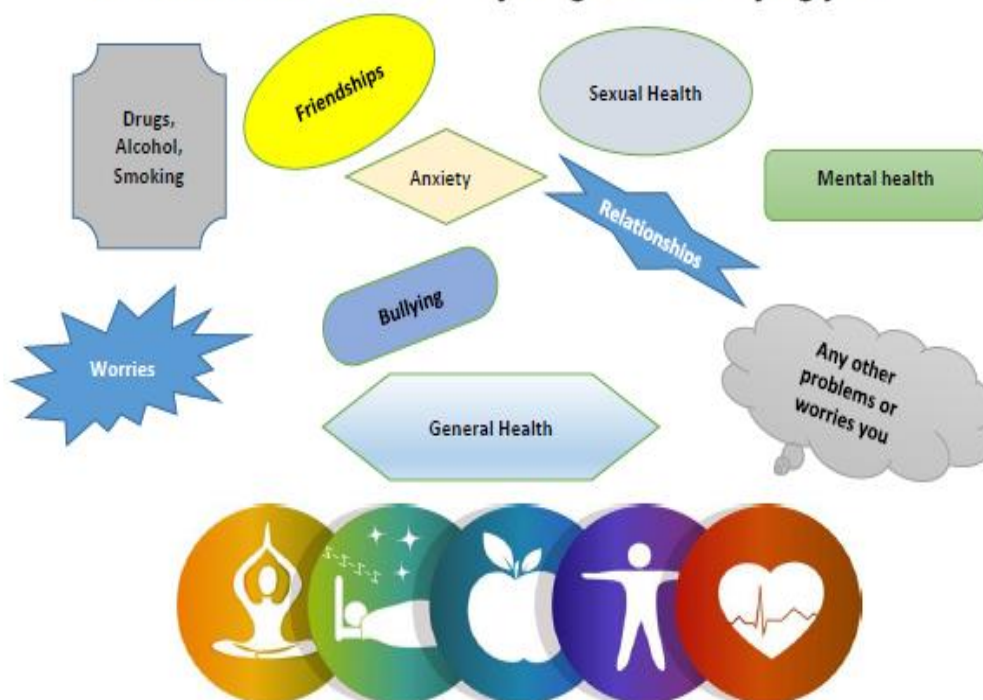 Friendships
Sexual Health
Drugs,
Alcohol,
Smoking
Anxiety
Mental health
Relationships
Bullying
Worries
Any other
problems or
worries you
General Health